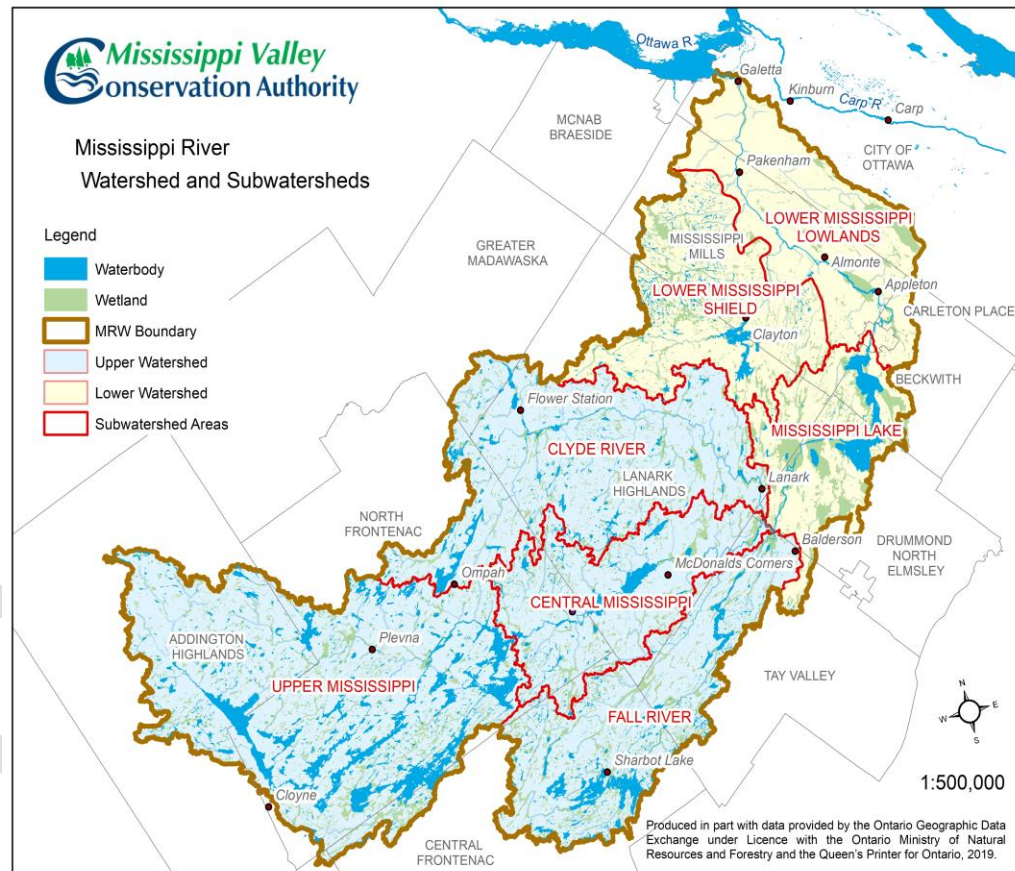 Mississippi Valley
Conservation Authority
Mississippi River
Watershed and Subwatersheds
Legend
Waterbody
Wetland
MRW Boundary
Upper Watershed
Lower Watershed
Subwatershed Areas
Ottawa R
Galetta
Kinburn
Carp R
Carp
MCNAB
BRAESIDE
CITY OF
OTTAWA
Pakenham
LOWER MISSISSIPPI
LOWLANDS
MISSISSIPPI
MILLS
GREATER
MADAWASKA
Almonte
Appleton
LOWER MISSISSIPPI
SHIELD
CARLETON PLACE
Clayton
BECKWITH
Flower Station
MISSISSIPPI LAKE
CLYDE RIVER
LANARK
HIGHLANDS
Lanark
NORTH
FRONTENAC
Balderson
DRUMMOND
NORTH
ELMSLEY
McDonalds Corners
Ompah
CENTRAL MISSISSIPPI
ADDINGTON
HIGHLANDS
Plevna
UPPER MISSISSIPPI
TAY VALLEY
FALL RIVER
N
W
E
S
Sharbot Lake
1:500,000
Cloyne
CENTRAL
FRONTENAC
Produced in part with data provided by the Ontario Geographic Data
Exchange under Licence with the Ontario Ministry of Natural
Resources and Forestry and the Queen's Printer for Ontario, 2019.